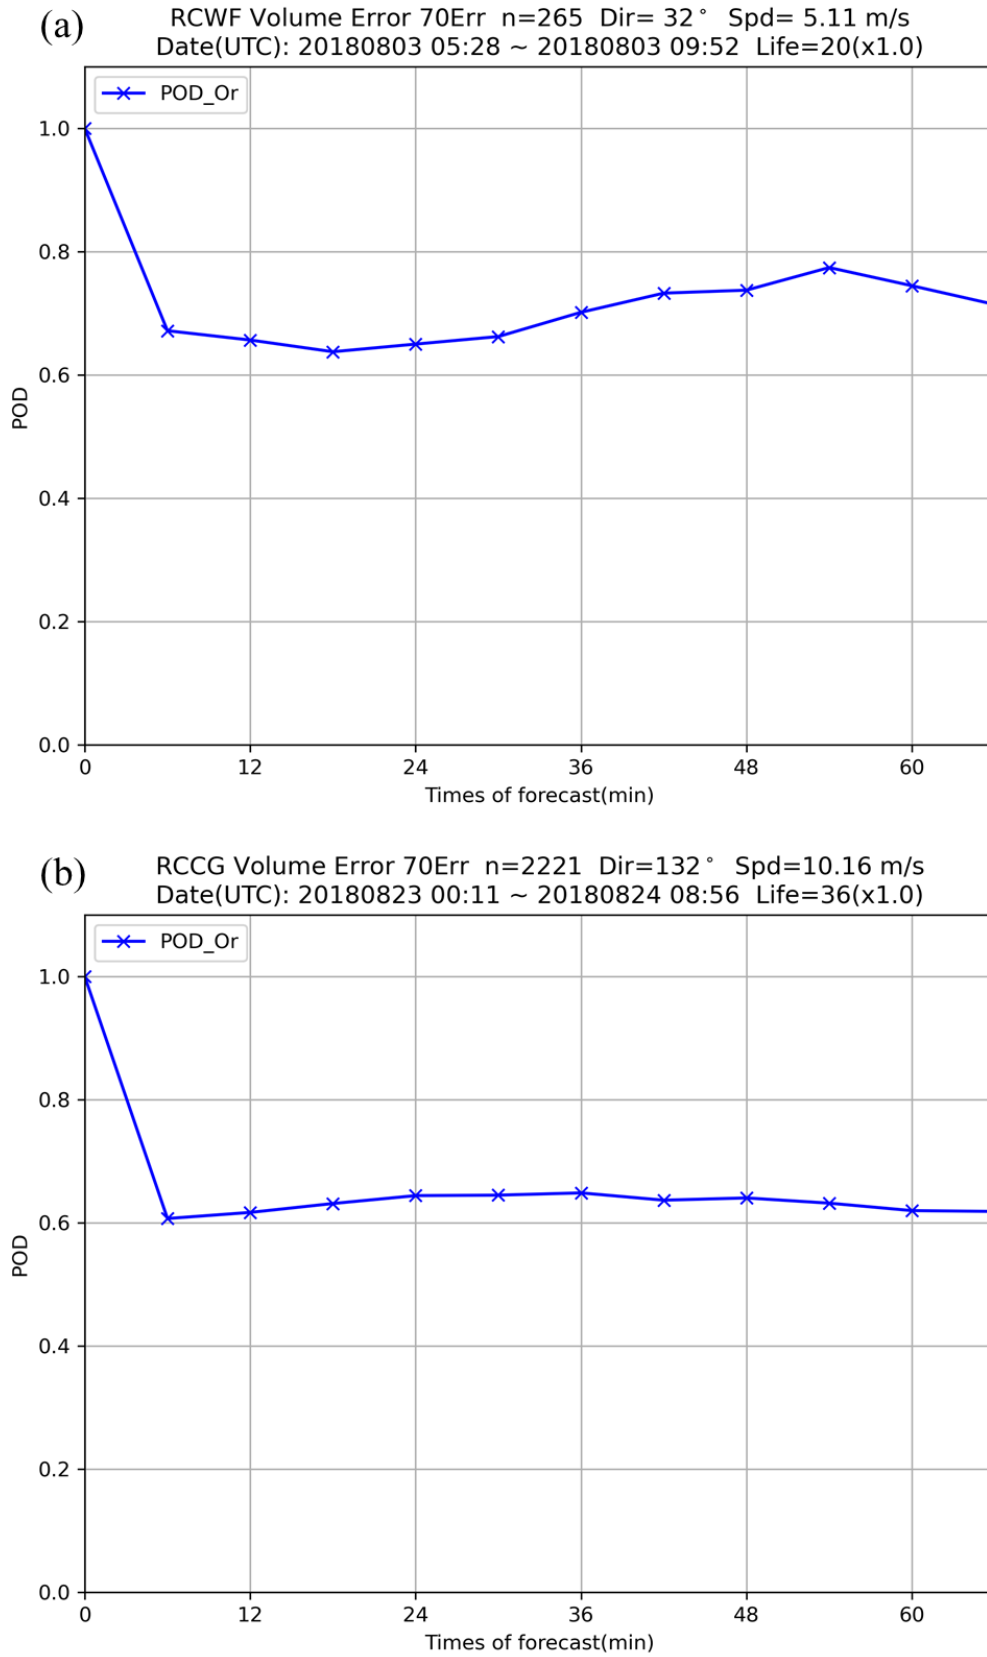 (a)
RCWF Volume Error 70Err n=265 Dir= 32° Spd= 5.11 m/s
Date(UTC): 20180803 05:28 ~ 20180803 09:52 Life=20(x1.0)
POD_Or
1.0
0.8
0.6
0.4
0.2
0.0
POD
0 12 24 36 48 60
Times of forecast(min)
(b)
RCCG Volume Error 70Err n=2221 Dir=132° Spd=10.16 m/s
Date(UTC): 20180823 00:11 ~ 20180824 08:56 Life=36(x1.0)
POD_Or
1.0
0.8
0.6
0.4
0.2
0.0
POD
0 12 24 36 48 60
Times of forecast(min)